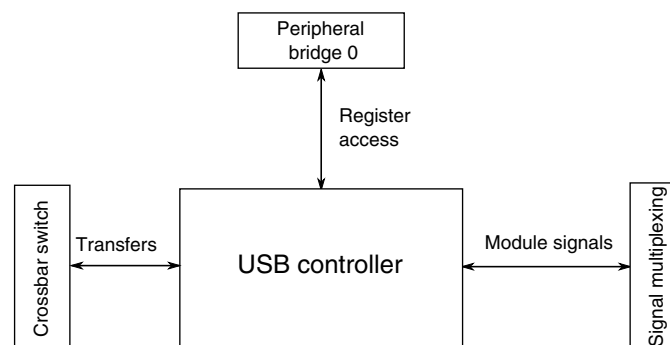 Peripheral
bridge 0
Register
access
Crossbar switch
Transfers
USB controller
Module signals
Signal multiplexing